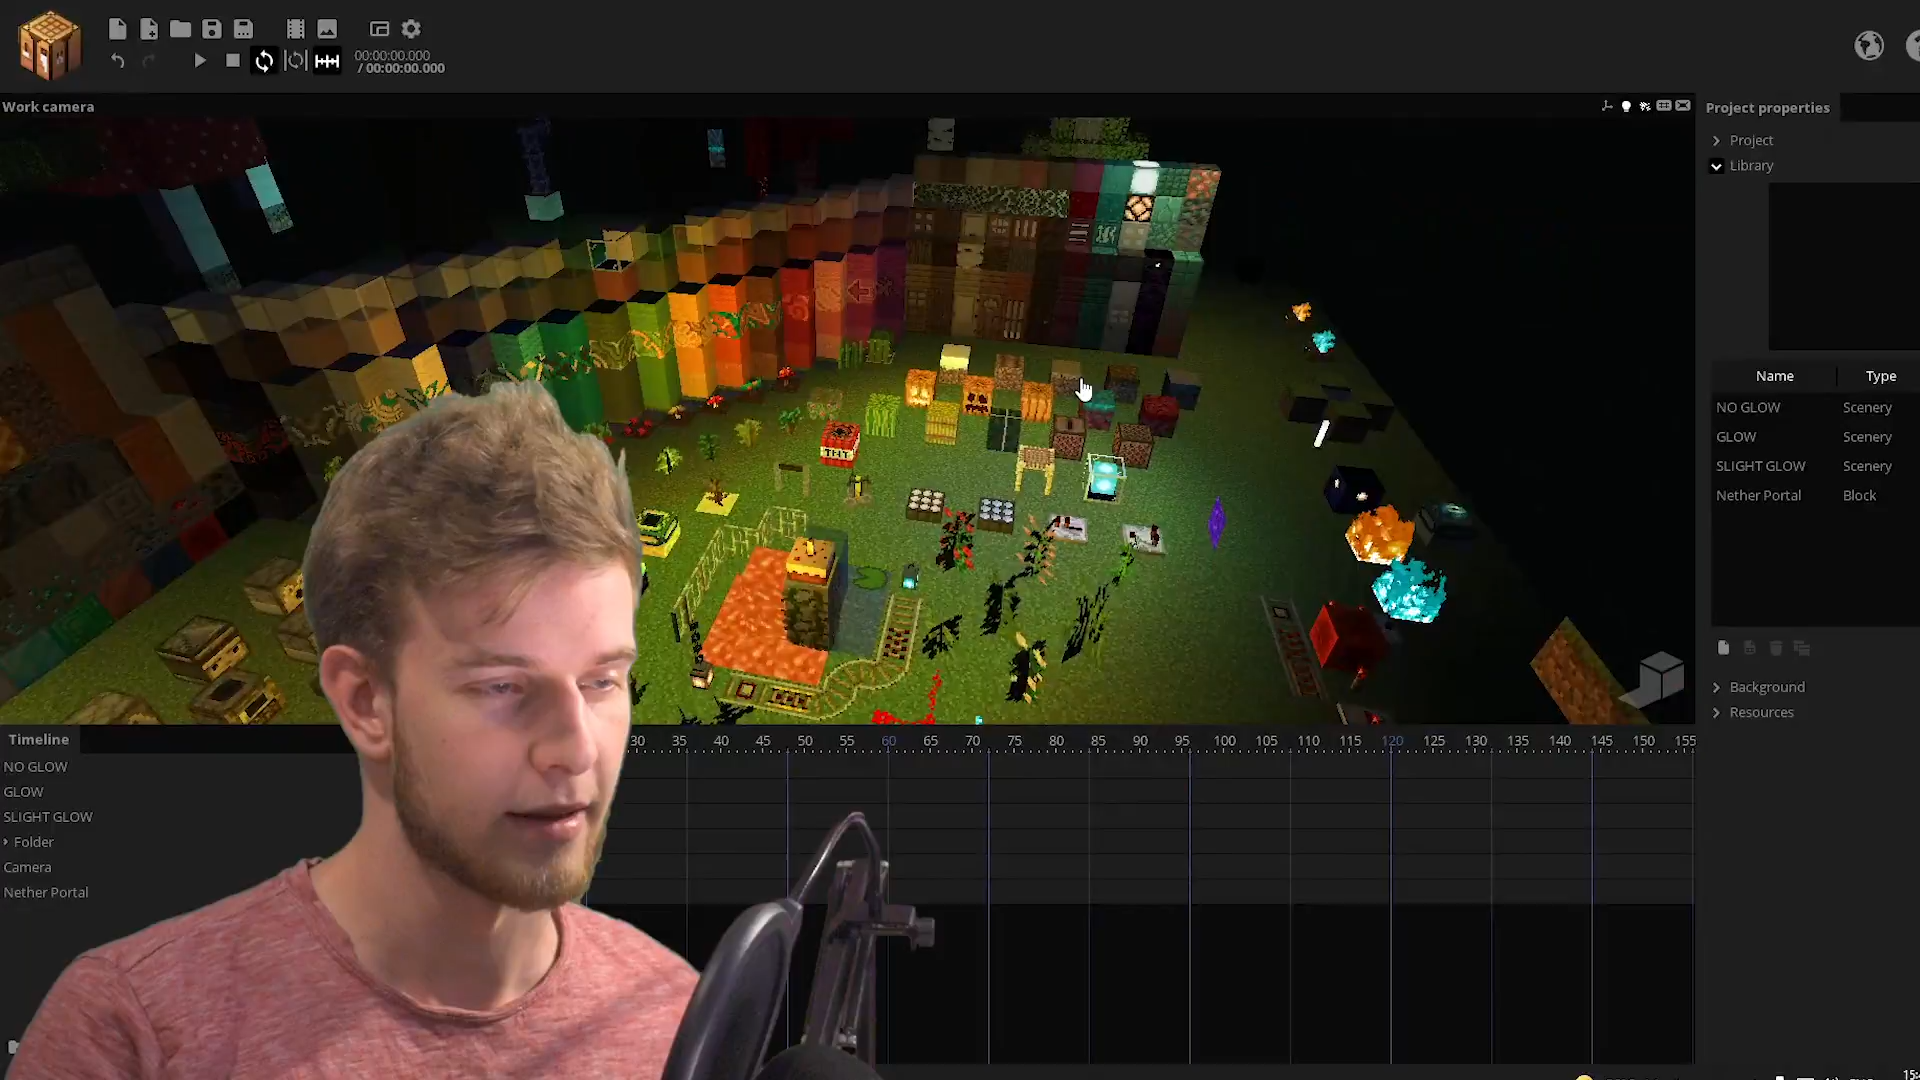 00:00:00.000
/ 00:00:00.000
Work camera
Project properties
Project
Library
Name Type
NO GLOW Scenery
GLOW Scenery
SLIGHT GLOW Scenery
Nether Portal Block
Background
Resources
TNT
Timeline
30 35 40 45 50 55 60 65 70 75 80 85 90 95 100 105 110 115 120 125 130 135 140 145 150 155
NO GLOW
GLOW
SLIGHT GLOW
Folder
Camera
Nether Portal